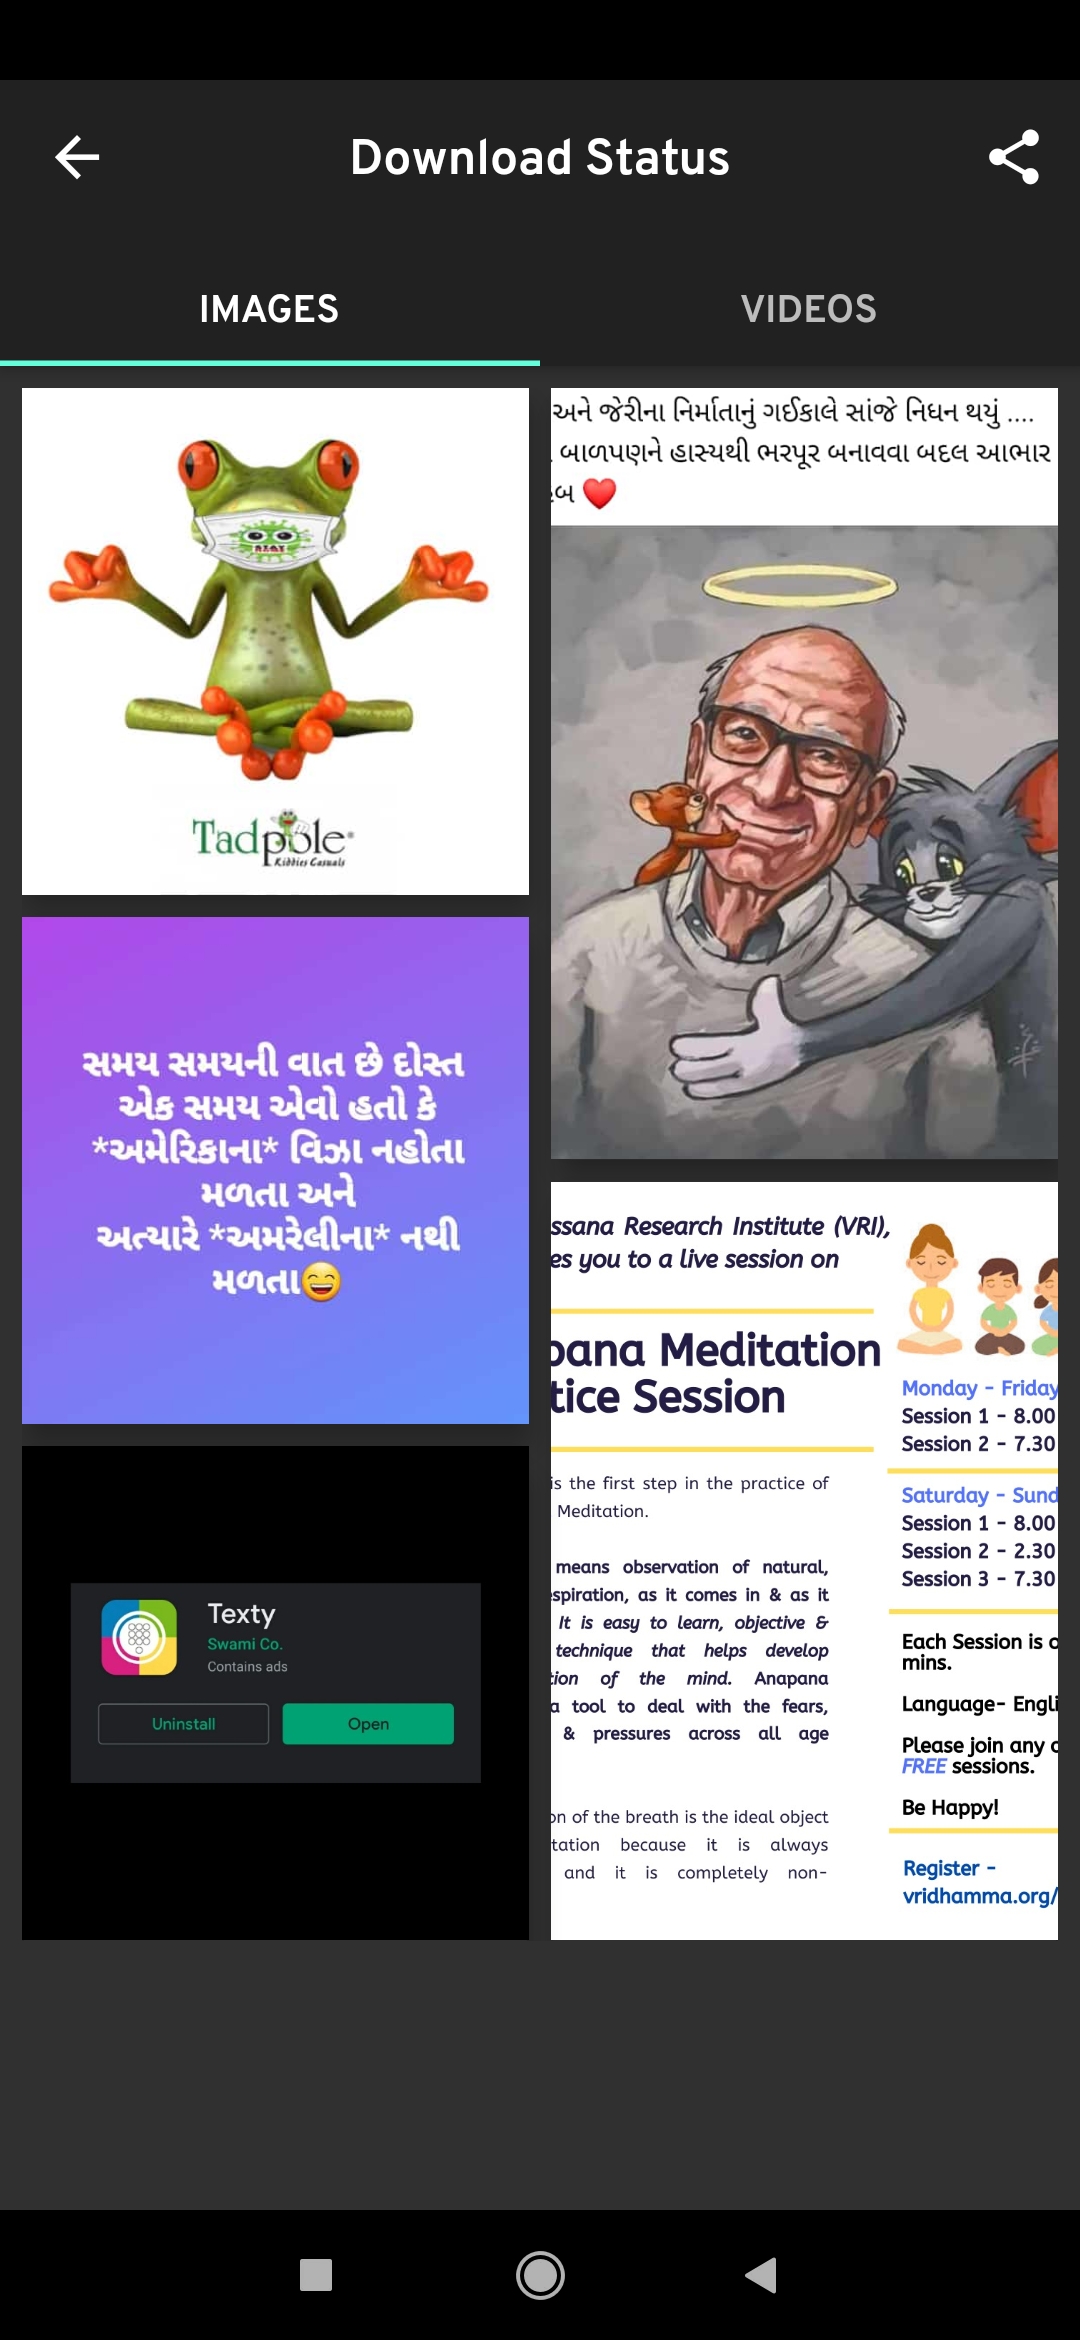 Download Status
IMAGES
VIDEOS
STAY
Tadpole
Kibbies Casuals
અને જેરીના નિર્માતાનું ગઈકાલે સાંજે નિધન થયું ....
બાળપણને હાસ્યથી ભરપૂર બનાવવા બદલ આભાર
❤️
સમય સમયની વાત છે દોસ્ત
એક સમય એવો હતો કે
*અમેરિકાના* વિઝા નહોતા
મળતા અને
અત્યારે *અમરેલીના* નથી
મળતા😄
ssana Research Institute (VRI),
es you to a live session on
pana Meditation
tice Session
is the first step in the practice of
Meditation.
means observation of natural,
spiration, as it comes in & as it
It is easy to learn, objective &
technique that helps develop
tion of the mind. Anapana
a tool to deal with the fears,
& pressures across all age
on of the breath is the ideal object
tation because it is always
and it is completely non-
Monday - Friday
Session 1 - 8.00
Session 2 - 7.30
Saturday - Sund
Session 1 - 8.00
Session 2 - 2.30
Session 3 - 7.30
Each Session is o
mins.
Language- Engli
Please join any o
FREE sessions.
Be Happy!
Register -
vridhamma.org/
Texty
Swami Co.
Contains ads
Uninstall
Open